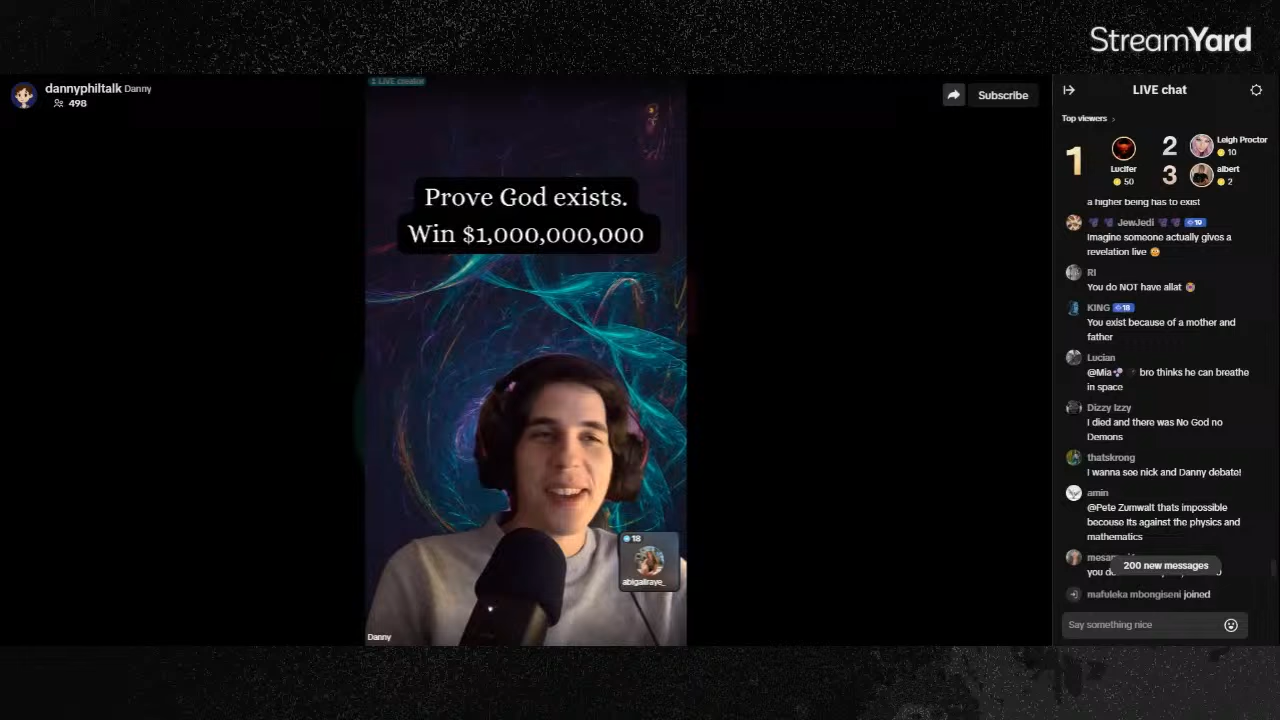 StreamYard
dannyphiltalk Danny
498
LIVE creator
Subscribe
Prove God exists.
Win $1,000,000,000
18
abigailraye_
Danny
LIVE chat
Top viewers
1
Lucifer
50
2
Leigh Proctor
10
3
albert
2
a higher being has to exist
JewJedi 19
Imagine someone actually gives a
revelation live
RI
You do NOT have allat
KING 18
You exist because of a mother and
father
Lucian
@Mia bro thinks he can breathe
in space
Dizzy Izzy
I died and there was No God no
Demons
thatskrong
I wanna see nick and Danny debate!
amin
@Pete Zumwalt thats impossible
becouse Its against the physics and
mathematics
200 new messages
mafuleka mbongiseni joined
Say something nice